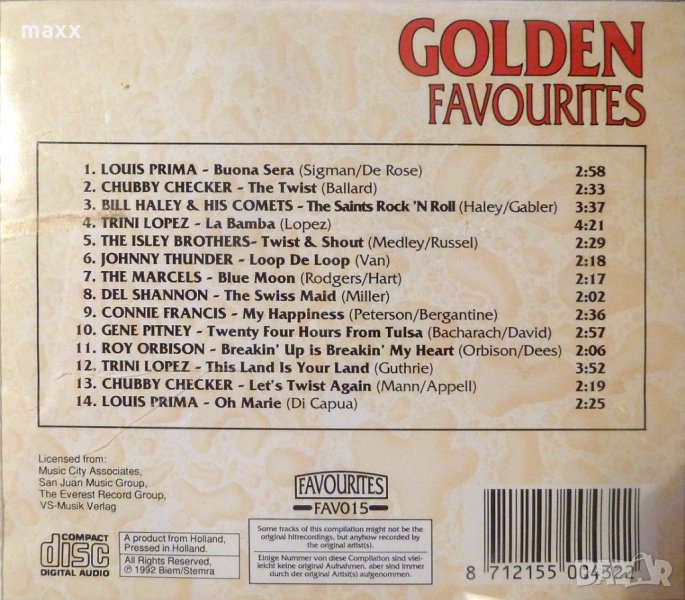 maxx
GOLDEN
FAVOURITES
1. LOUIS PRIMA - Buona Sera (Sigman/De Rose) 2:58
2. CHUBBY CHECKER - The Twist (Ballard) 2:33
3. BILL HALEY & HIS COMETS - The Saints Rock 'N Roll (Haley/Gabler) 3:37
4. TRINI LOPEZ - La Bamba (Lopez) 4:21
5. THE ISLEY BROTHERS- Twist & Shout (Medley/Russel) 2:29
6. JOHNNY THUNDER - Loop De Loop (Van) 2:18
7. THE MARCELS - Blue Moon (Rodgers/Hart) 2:17
8. DEL SHANNON - The Swiss Maid (Miller) 2:02
9. CONNIE FRANCIS - My Happiness (Peterson/Bergantine) 2:36
10. GENE PITNEY - Twenty Four Hours From Tulsa (Bacharach/David) 2:57
11. ROY ORBISON - Breakin' Up is Breakin' My Heart (Orbison/Dees) 2:06
12. TRINI LOPEZ - This Land Is Your Land (Guthrie) 3:52
13. CHUBBY CHECKER - Let's Twist Again (Mann/Appell) 2:19
14. LOUIS PRIMA - Oh Marie (Di Capua) 2:25
Licensed from:
Music City Associates,
San Juan Music Group,
The Everest Record Group,
VS-Musik Verlag
COMPACT
disc
DIGITAL AUDIO
A product from Holland,
Pressed in Holland.
All Rights Reserved,
℗ 1992 Biem/Stemra
FAVOURITES
FAV015
Some tracks of this compilation might not be the
original hitrecordings, but anyhow recorded by
the original artist(s).
Einige Nummer von diese Compilation sind viel-
leicht keine original Aufnahmen, aber sind immer
durch der original Artist(s) aufgenommen.
8 712155 004322
BAZAR